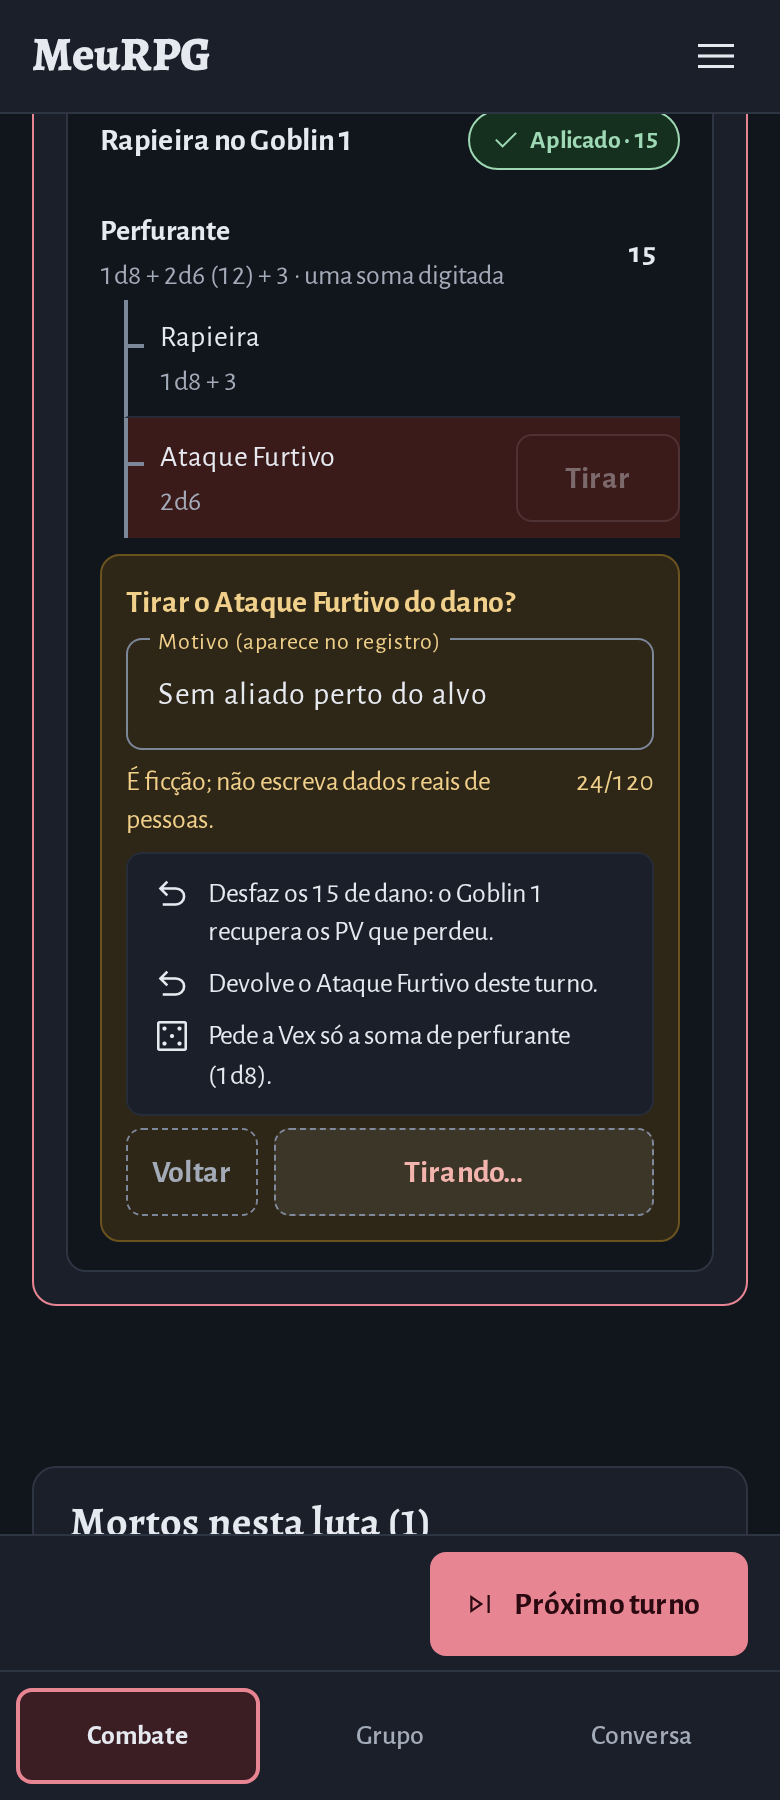 MeuRPG
Rapieira no Goblin 1
Aplicado · 15
Perfurante
15
1d8 + 2d6 (12) + 3 · uma soma digitada
Rapieira
1d8 + 3
Ataque Furtivo
Tirar
2d6
Tirar o Ataque Furtivo do dano?
Motivo (aparece no registro)
Sem aliado perto do alvo
É ficção; não escreva dados reais de
24/120
pessoas.
Desfaz os 15 de dano: o Goblin 1
recupera os PV que perdeu.
Devolve o Ataque Furtivo deste turno.
Pede a Vex só a soma de perfurante
(1d8).
Voltar
Tirando…
Mortos nesta luta (1)
Próximo turno
Combate
Grupo
Conversa